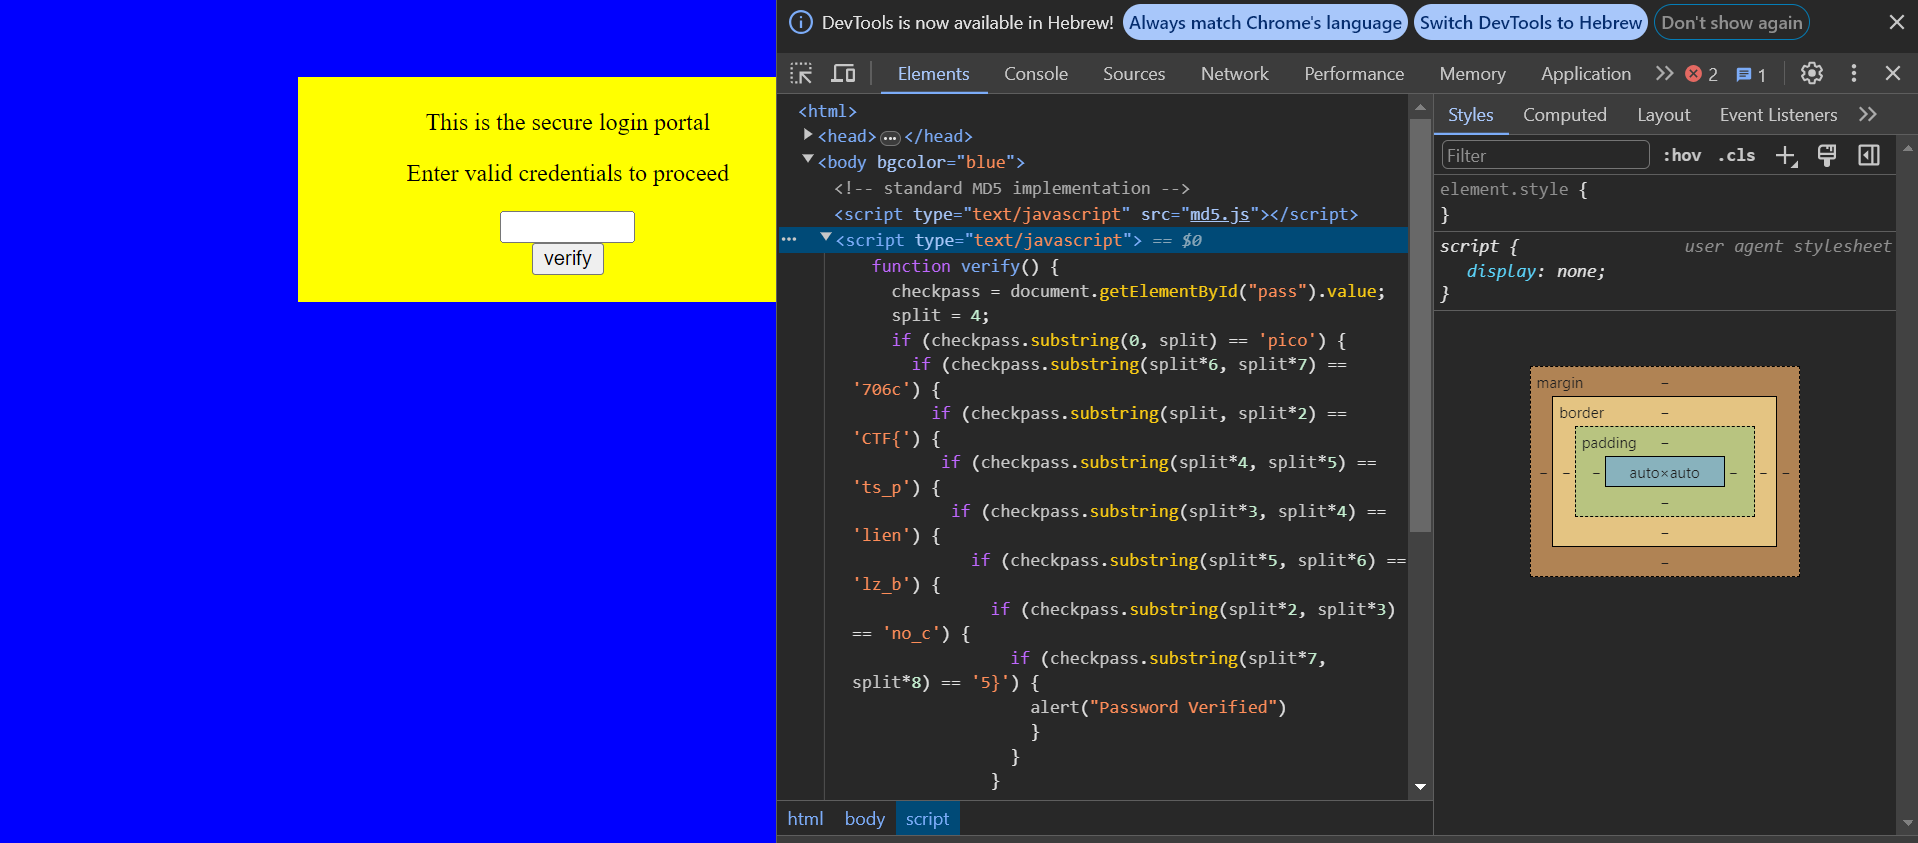 This is the secure login portal
Enter valid credentials to proceed
verify
DevTools is now available in Hebrew! Always match Chrome's language Switch DevTools to Hebrew Don't show again
Elements Console Sources Network Performance Memory Application 2 1
<html>
<head> ••• </head>
<body bgcolor="blue">
<!-- standard MD5 implementation -->
<script type="text/javascript" src="md5.js"></script>
••• <script type="text/javascript"> == $0
function verify() {
checkpass = document.getElementById("pass").value;
split = 4;
if (checkpass.substring(0, split) == 'pico') {
if (checkpass.substring(split*6, split*7) ==
'706c') {
if (checkpass.substring(split, split*2) ==
'CTF{') {
if (checkpass.substring(split*4, split*5) ==
'ts_p') {
if (checkpass.substring(split*3, split*4) ==
'lien') {
if (checkpass.substring(split*5, split*6) ==
'lz_b') {
if (checkpass.substring(split*2, split*3)
== 'no_c') {
if (checkpass.substring(split*7,
split*8) == '5}') {
alert("Password Verified")
}
}
}
html body script
Styles Computed Layout Event Listeners
Filter :hov .cls
element.style {
}
script { user agent stylesheet
display: none;
}
margin –
border –
padding –
– – – auto×auto – – –
–
–
–